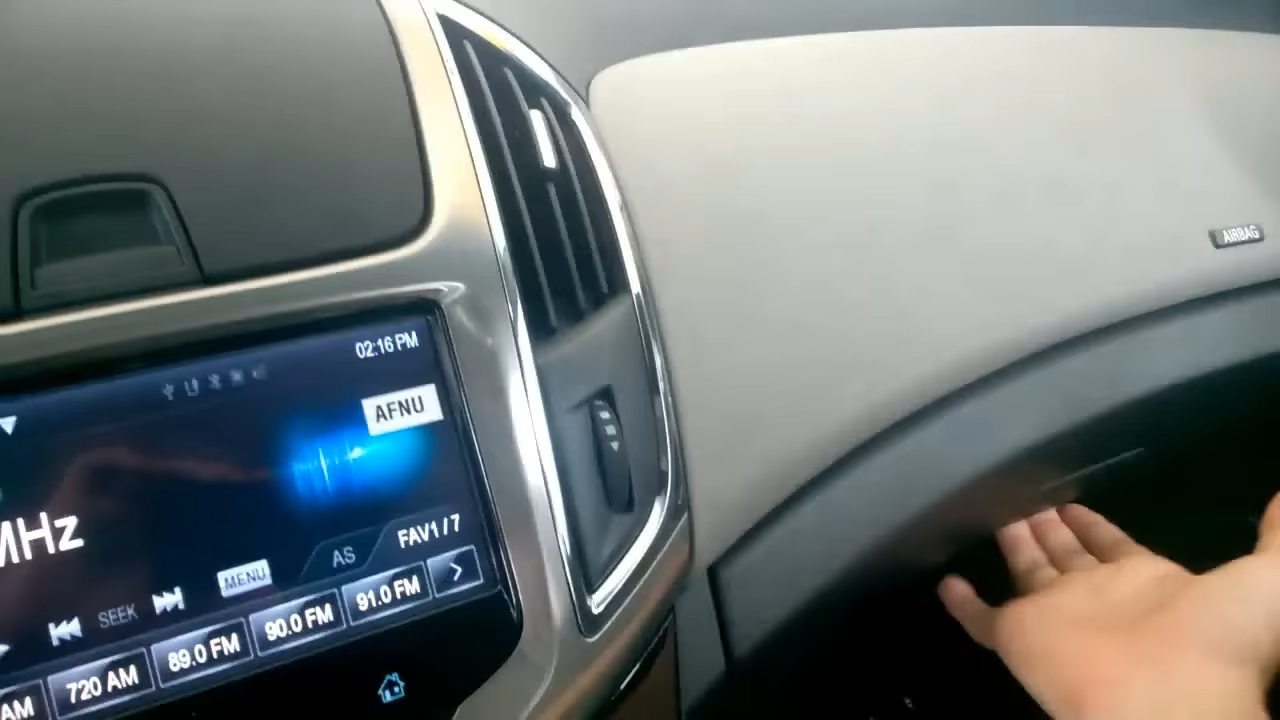 02:16 PM
AIRBAG
AFNU
MHz
FAV1/7
AS
MENU
SEEK
91.0 FM
90.0 FM
89.0 FM
720 AM
AM